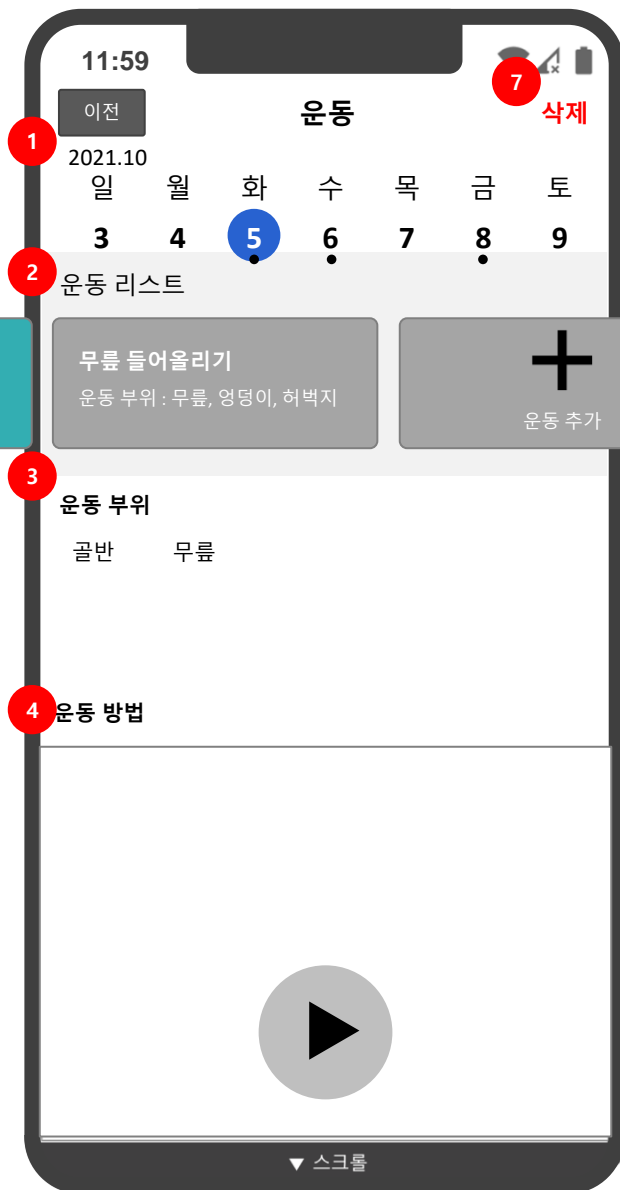 11:59
7
이전
운동
삭제
1
2021.10
일 월 화 수 목 금 토
3 4 5 6 7 8 9
2
운동 리스트
무릎 들어올리기
운동 부위 : 무릎, 엉덩이, 허벅지
운동 추가
3
운동 부위
골반 무릎
4
운동 방법
▼ 스크롤